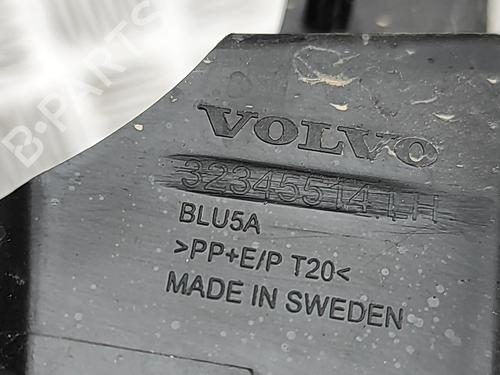 VOLVO
32345514 LH
BLU5A
>PP+E/P T20<
MADE IN SWEDEN
B-PARTS